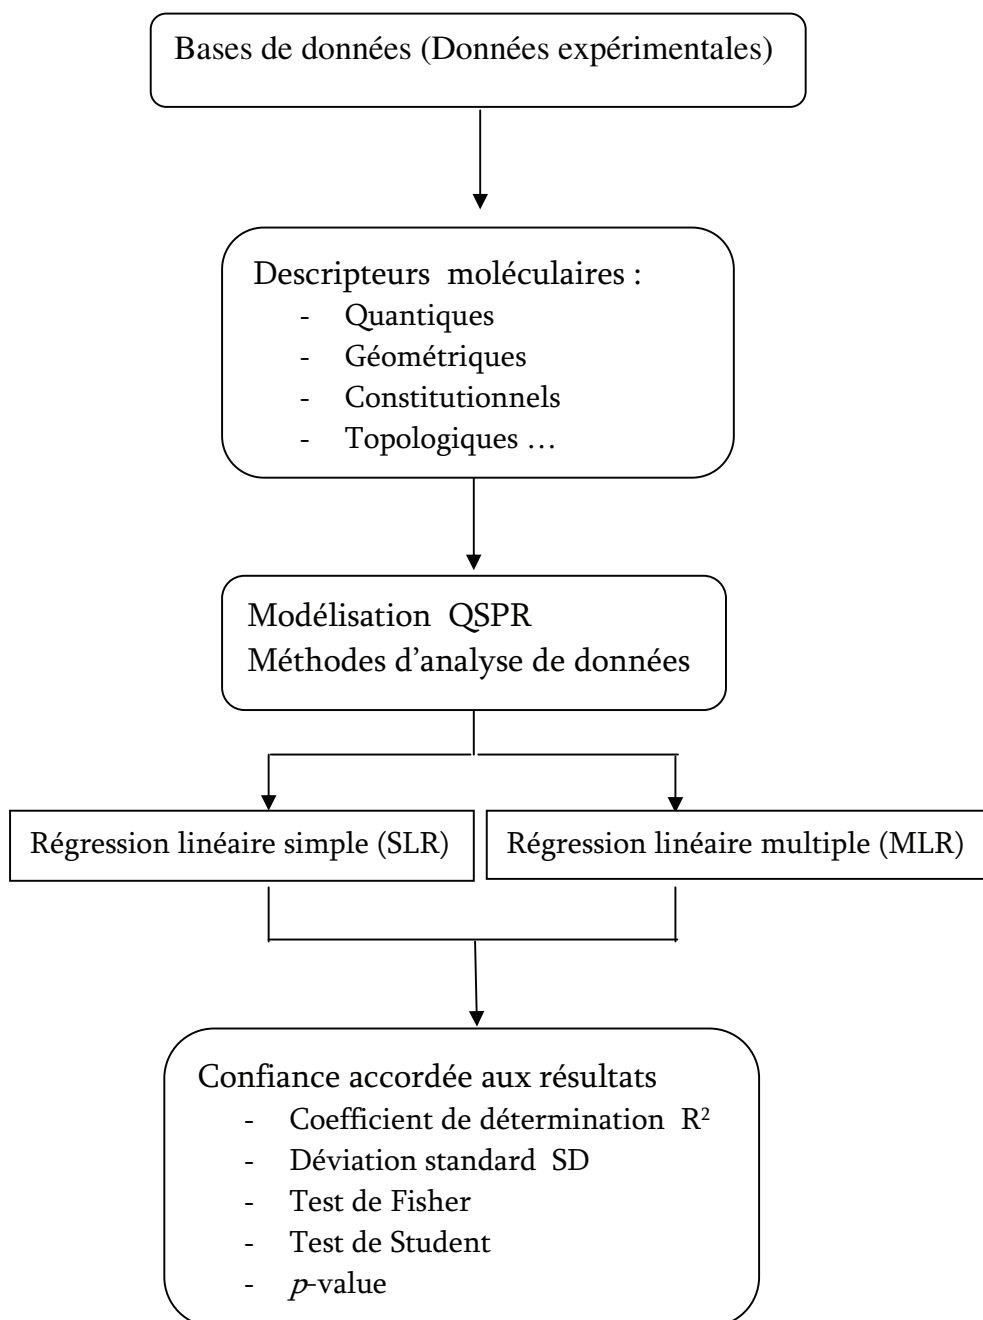 Bases de données (Données expérimentales)
Descripteurs moléculaires :
- Quantiques
- Géométriques
- Constitutionnels
- Topologiques …
Modélisation QSPR
Méthodes d’analyse de données
Régression linéaire simple (SLR)
Régression linéaire multiple (MLR)
Confiance accordée aux résultats
- Coefficient de détermination R²
- Déviation standard SD
- Test de Fisher
- Test de Student
- p-value